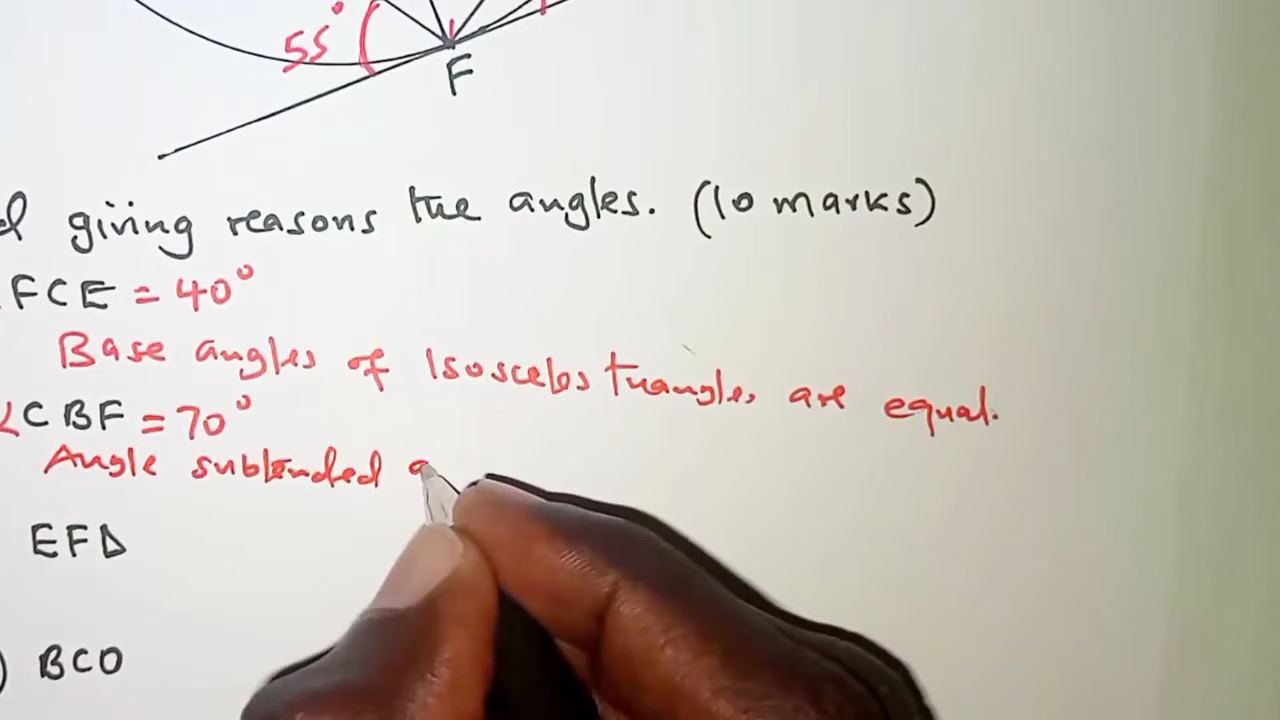 55°
F
giving reasons the angles. (10 marks)
FCE = 40°
Base angles of Isosceles triangles are equal.
<CBF = 70°
Angle subtended a
EFD
) BCO